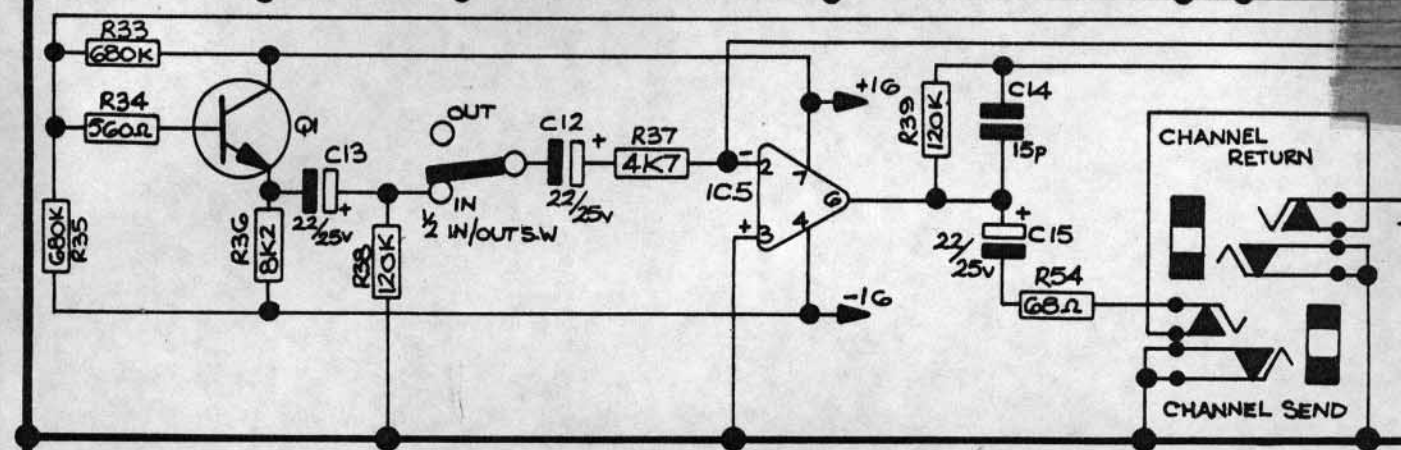 R33
680K
R34
560Ω
Q1
680K
R35
R36
8K2
C13
22/25v
+
R38
120K
OUT
IN
½ IN/OUT S.W
C12
+
22/25v
R37
4K7
IC5
-
2
+
3
7
4
6
+16
-16
R39
120K
C14
15p
+
C15
22/25v
R54
68Ω
CHANNEL
RETURN
CHANNEL SEND